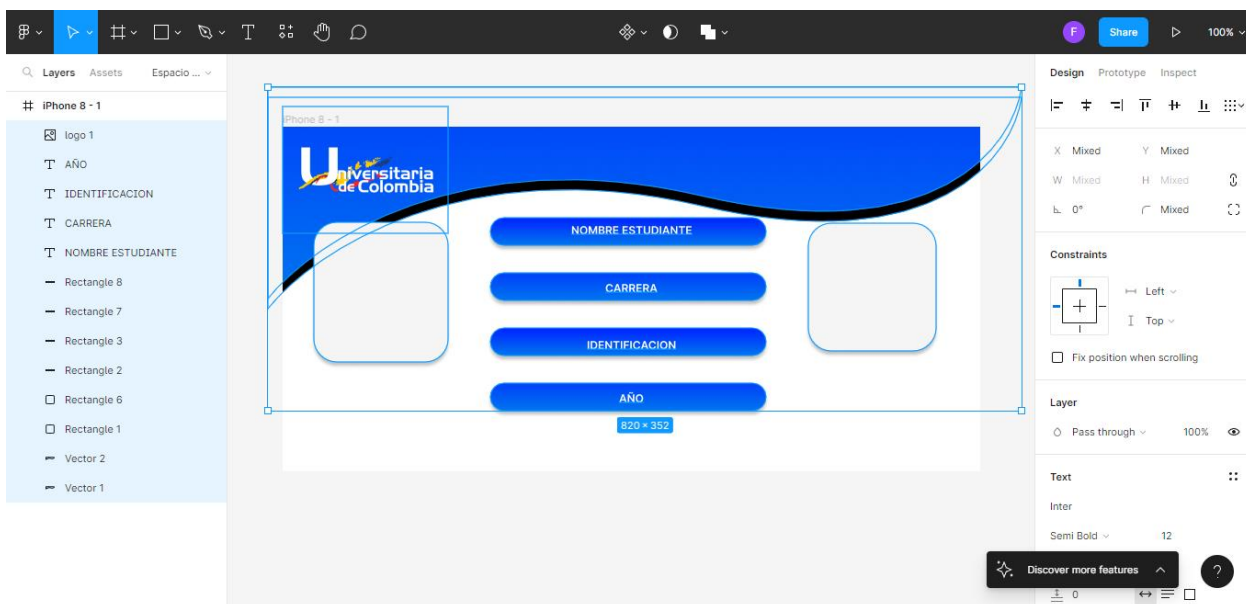 Share
100%
Layers Assets Espacio ...
iPhone 8 - 1
logo 1
AÑO
IDENTIFICACION
CARRERA
NOMBRE ESTUDIANTE
Rectangle 8
Rectangle 7
Rectangle 3
Rectangle 2
Rectangle 6
Rectangle 1
Vector 2
Vector 1
iPhone 8 - 1
Universitaria
de Colombia
NOMBRE ESTUDIANTE
CARRERA
IDENTIFICACION
AÑO
820 × 352
F
Design Prototype Inspect
X Mixed Y Mixed
W Mixed H Mixed
0° Mixed
Constraints
Left
Top
Fix position when scrolling
Layer
Pass through 100%
Text
Inter
Semi Bold 12
Discover more features
?
0